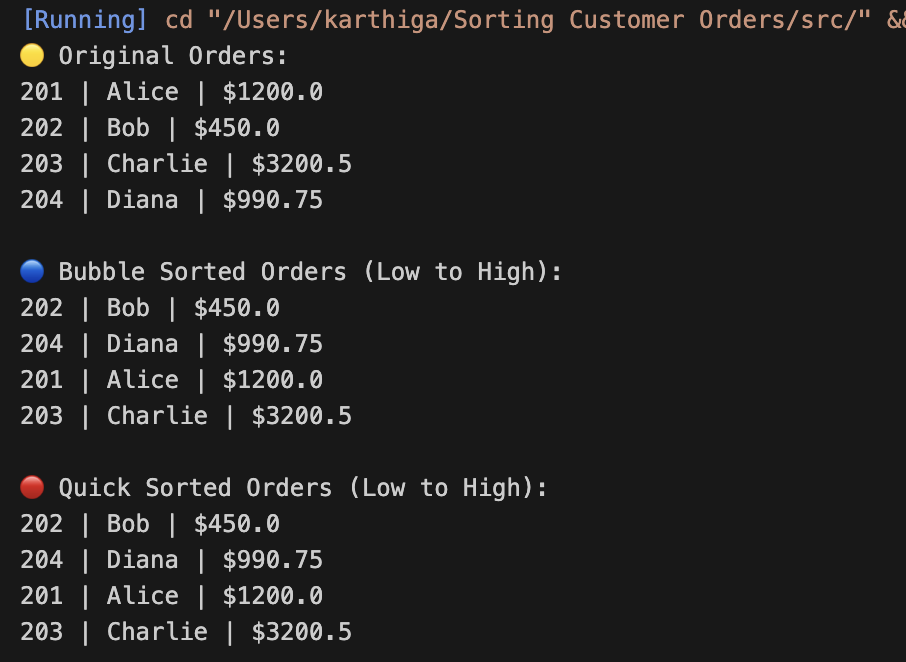 [Running] cd "/Users/karthiga/Sorting Customer Orders/src/" &&
🟡 Original Orders:
201 | Alice | $1200.0
202 | Bob | $450.0
203 | Charlie | $3200.5
204 | Diana | $990.75
🔵 Bubble Sorted Orders (Low to High):
202 | Bob | $450.0
204 | Diana | $990.75
201 | Alice | $1200.0
203 | Charlie | $3200.5
🔴 Quick Sorted Orders (Low to High):
202 | Bob | $450.0
204 | Diana | $990.75
201 | Alice | $1200.0
203 | Charlie | $3200.5